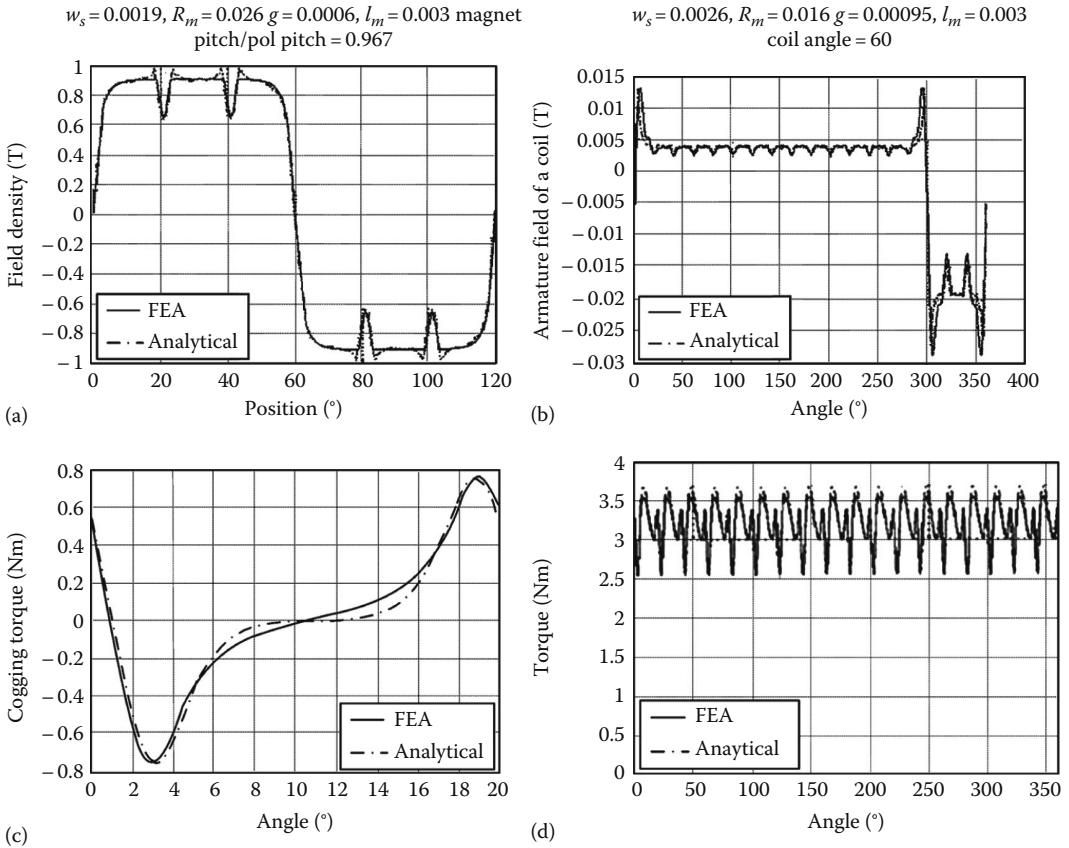 w_s = 0.0019, R_m = 0.026 g = 0.0006, l_m = 0.003 magnet
pitch/pol pitch = 0.967
1
0.8
0.6
0.4
0.2
0
−0.2
−0.4
−0.6
−0.8
−1
Field density (T)
FEA
Analytical
0 20 40 60 80 100 120
Position (°)
(a)
w_s = 0.0026, R_m = 0.016 g = 0.00095, l_m = 0.003
coil angle = 60
0.015
0.01
0.005
0
−0.005
−0.01
−0.015
−0.02
−0.025
−0.03
Armature field of a coil (T)
FEA
Analytical
0 50 100 150 200 250 300 350 400
Angle (°)
(b)
0.8
0.6
0.4
0.2
0
−0.2
−0.4
−0.6
−0.8
Cogging torque (Nm)
FEA
Analytical
0 2 4 6 8 10 12 14 16 18 20
Angle (°)
(c)
4
3.5
3
2.5
2
1.5
1
0.5
0
Torque (Nm)
FEA
Anaytical
0 50 100 150 200 250 300 350
Angle (°)
(d)